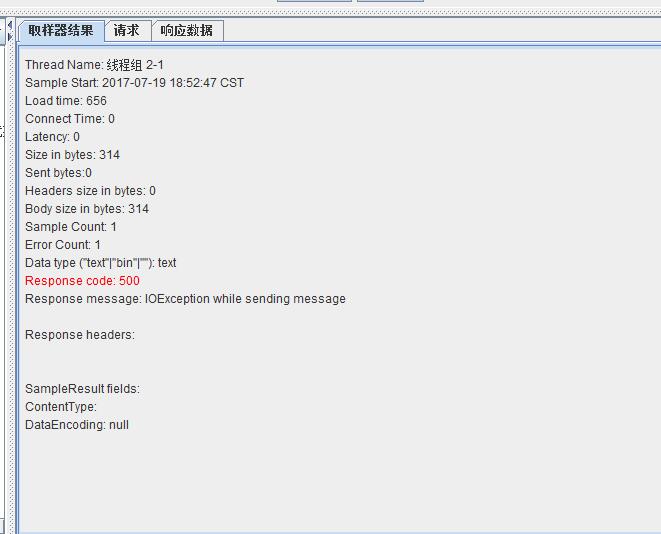 取样器结果 请求 响应数据
Thread Name: 线程组 2-1
Sample Start: 2017-07-19 18:52:47 CST
Load time: 656
Connect Time: 0
Latency: 0
Size in bytes: 314
Sent bytes:0
Headers size in bytes: 0
Body size in bytes: 314
Sample Count: 1
Error Count: 1
Data type ("text"|"bin"|""): text
Response code: 500
Response message: IOException while sending message
Response headers:
SampleResult fields:
ContentType:
DataEncoding: null